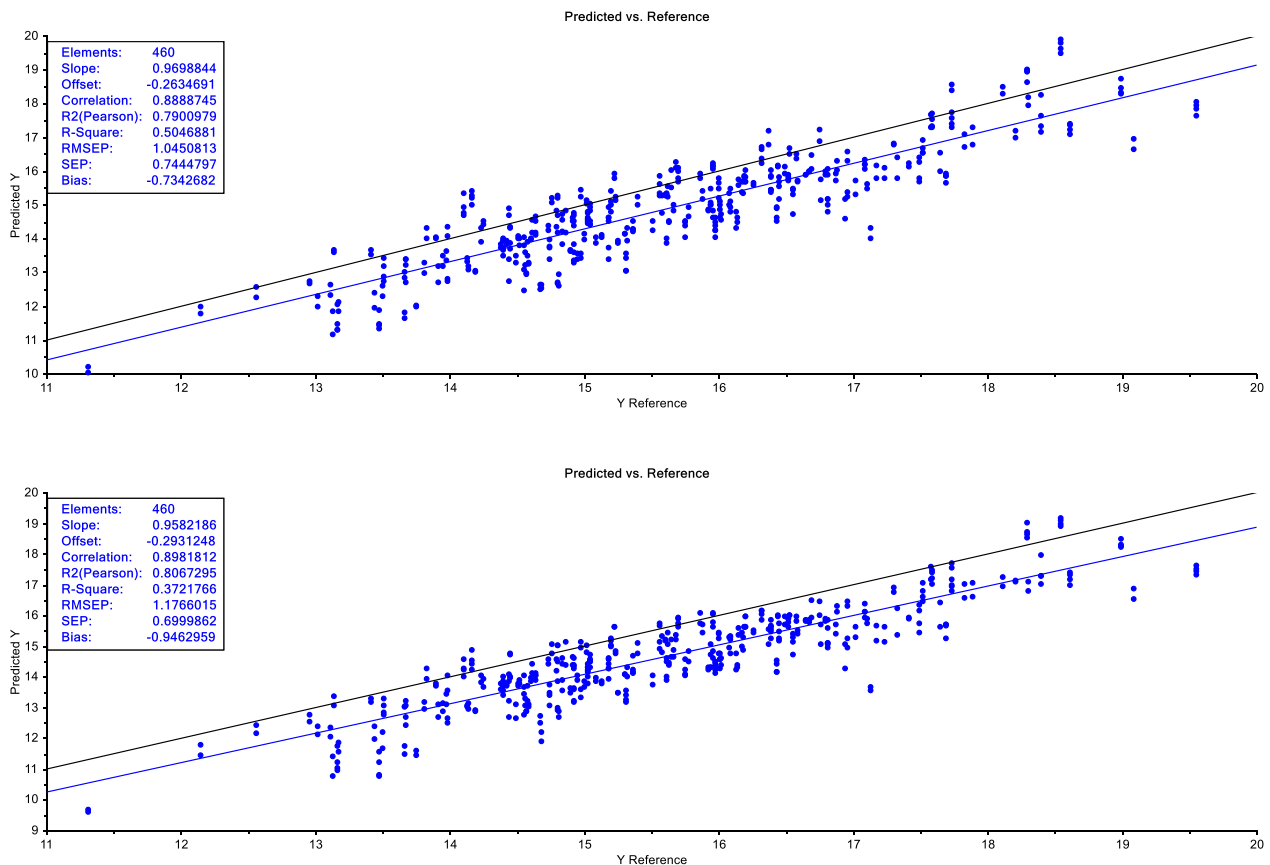 Predicted vs. Reference
Elements: 460
Slope: 0.9698844
Offset: -0.2634691
Correlation: 0.8888745
R2(Pearson): 0.7900979
R-Square: 0.5046881
RMSEP: 1.0450813
SEP: 0.7444797
Bias: -0.7342682
Predicted Y
20
19
18
17
16
15
14
13
12
11
10
11 12 13 14 15 16 17 18 19 20
Y Reference
Predicted vs. Reference
Elements: 460
Slope: 0.9582186
Offset: -0.2931248
Correlation: 0.8981812
R2(Pearson): 0.8067295
R-Square: 0.3721766
RMSEP: 1.1766015
SEP: 0.6999862
Bias: -0.9462959
Predicted Y
20
19
18
17
16
15
14
13
12
11
10
9
11 12 13 14 15 16 17 18 19 20
Y Reference